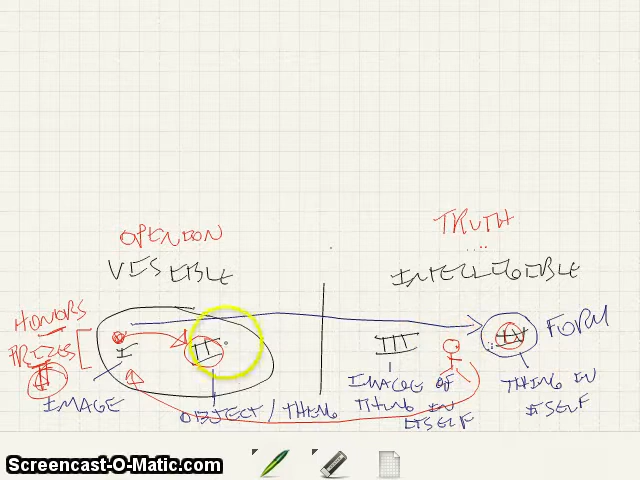 OPINION
VISIBLE
TRUTH
INTELLIGIBLE
HONORS
PRIZES
I
II
III
IV
FORM
IMAGE
OBJECT / THING
IMAGE OF
THING IN
ITSELF
THING IN
ITSELF
Screencast-O-Matic.com